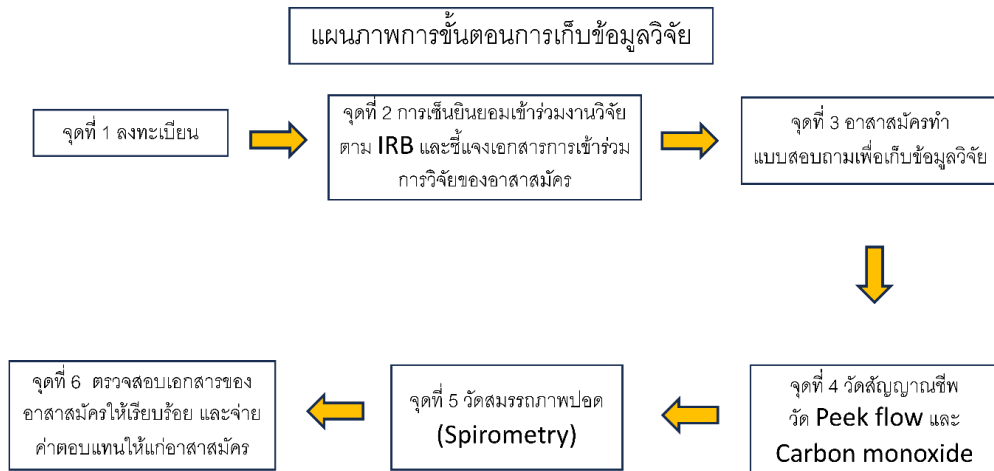 แผนภาพการขั้นตอนการเก็บข้อมูลวิจัย
จุดที่ 1 ลงทะเบียน
จุดที่ 2 การเซ็นยินยอมเข้าร่วมงานวิจัย
ตาม IRB และชี้แจงเอกสารการเข้าร่วม
การวิจัยของอาสาสมัคร
จุดที่ 3 อาสาสมัครทำ
แบบสอบถามเพื่อเก็บข้อมูลวิจัย
จุดที่ 4 วัดสัญญาณชีพ
วัด Peek flow และ
Carbon monoxide
จุดที่ 5 วัดสมรรถภาพปอด
(Spirometry)
จุดที่ 6 ตรวจสอบเอกสารของ
อาสาสมัครให้เรียบร้อย และจ่าย
ค่าตอบแทนให้แก่อาสาสมัคร